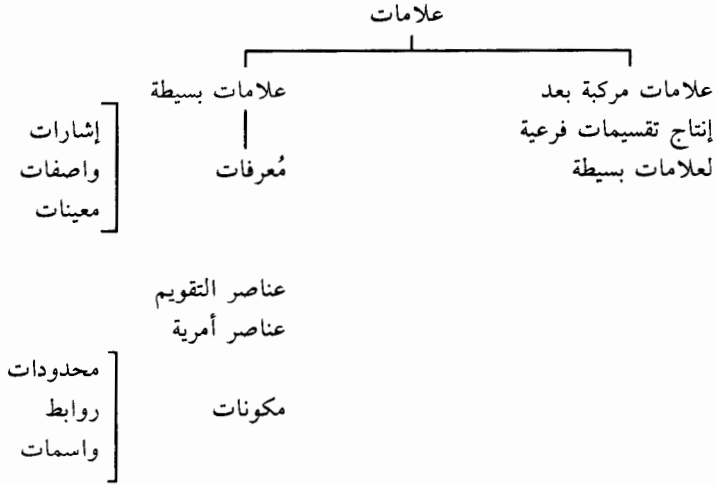 علامات
علامات مركبة بعد
إنتاج تقسيمات فرعية
لعلامات بسيطة
علامات بسيطة
مُعرفات
إشارات
واصفات
معينات
عناصر التقويم
عناصر أمرية
مكونات
محدودات
روابط
واسمات